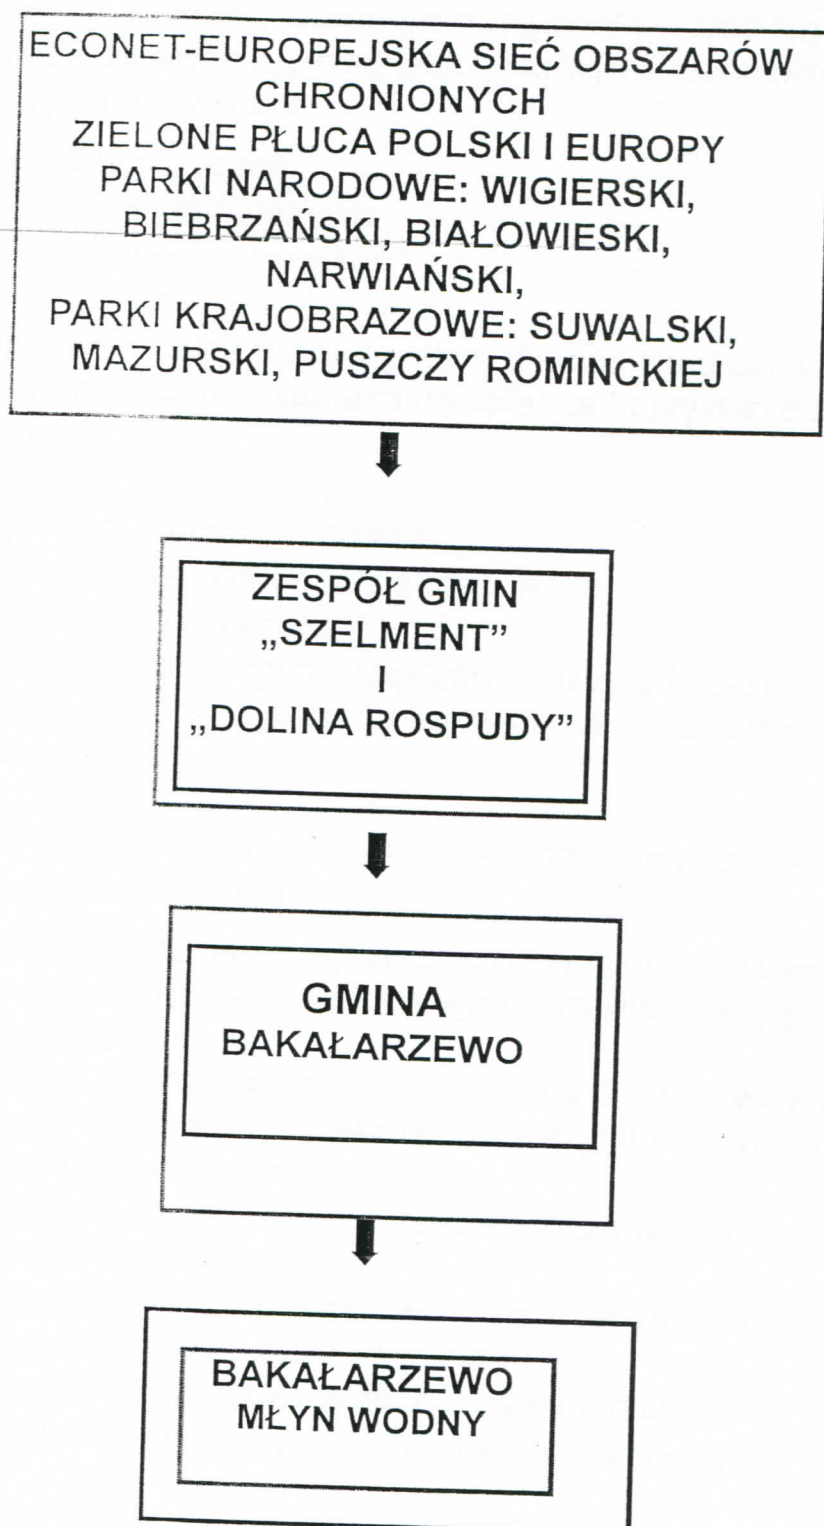 ECONET-EUROPEJSKA SIEĆ OBSZARÓW
CHRONIONYCH
ZIELONE PŁUCA POLSKI I EUROPY
PARKI NARODOWE: WIGIERSKI,
BIEBRZAŃSKI, BIAŁOWIESKI,
NARWIAŃSKI,
PARKI KRAJOBRAZOWE: SUWALSKI,
MAZURSKI, PUSZCZY ROMINCKIEJ
ZESPÓŁ GMIN
„SZELMENT”
I
„DOLINA ROSPUDY”
GMINA
BAKAŁARZEWO
BAKAŁARZEWO
MŁYN WODNY